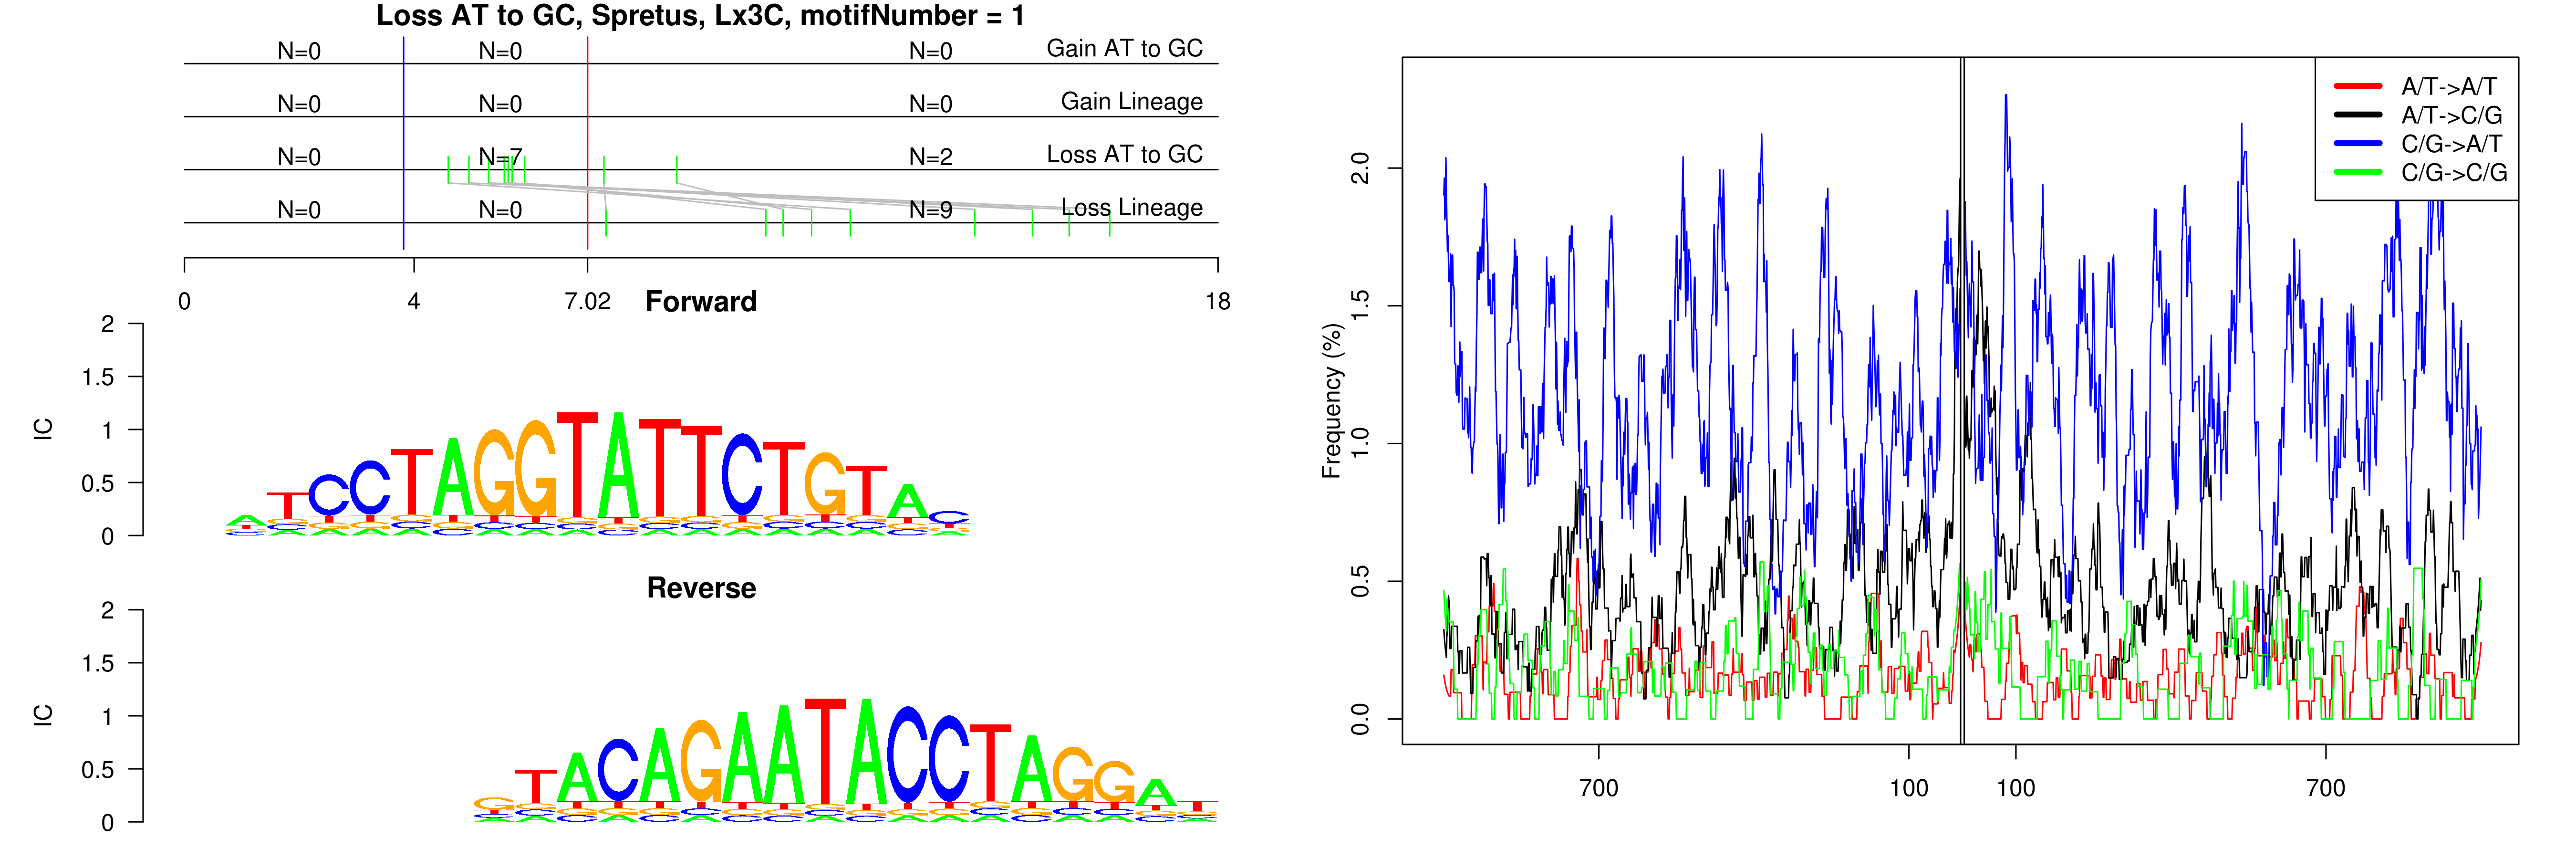 Loss AT to GC, Spretus, Lx3C, motifNumber = 1
N=0 N=0 N=0 Gain AT to GC
N=0 N=0 N=0 Gain Lineage
N=0 N=7 N=2 Loss AT to GC
N=0 N=0 N=9 Loss Lineage
0 4 7.02 18
Forward
2
1.5
1
0.5
0
IC
ATCCTAGGTATTCTGTAC
Reverse
2
1.5
1
0.5
0
IC
GTACAGAATACCTAGGAT
A/T->A/T
A/T->C/G
C/G->A/T
C/G->C/G
Frequency (%)
2.0
1.5
1.0
0.5
0.0
700 100 100 700